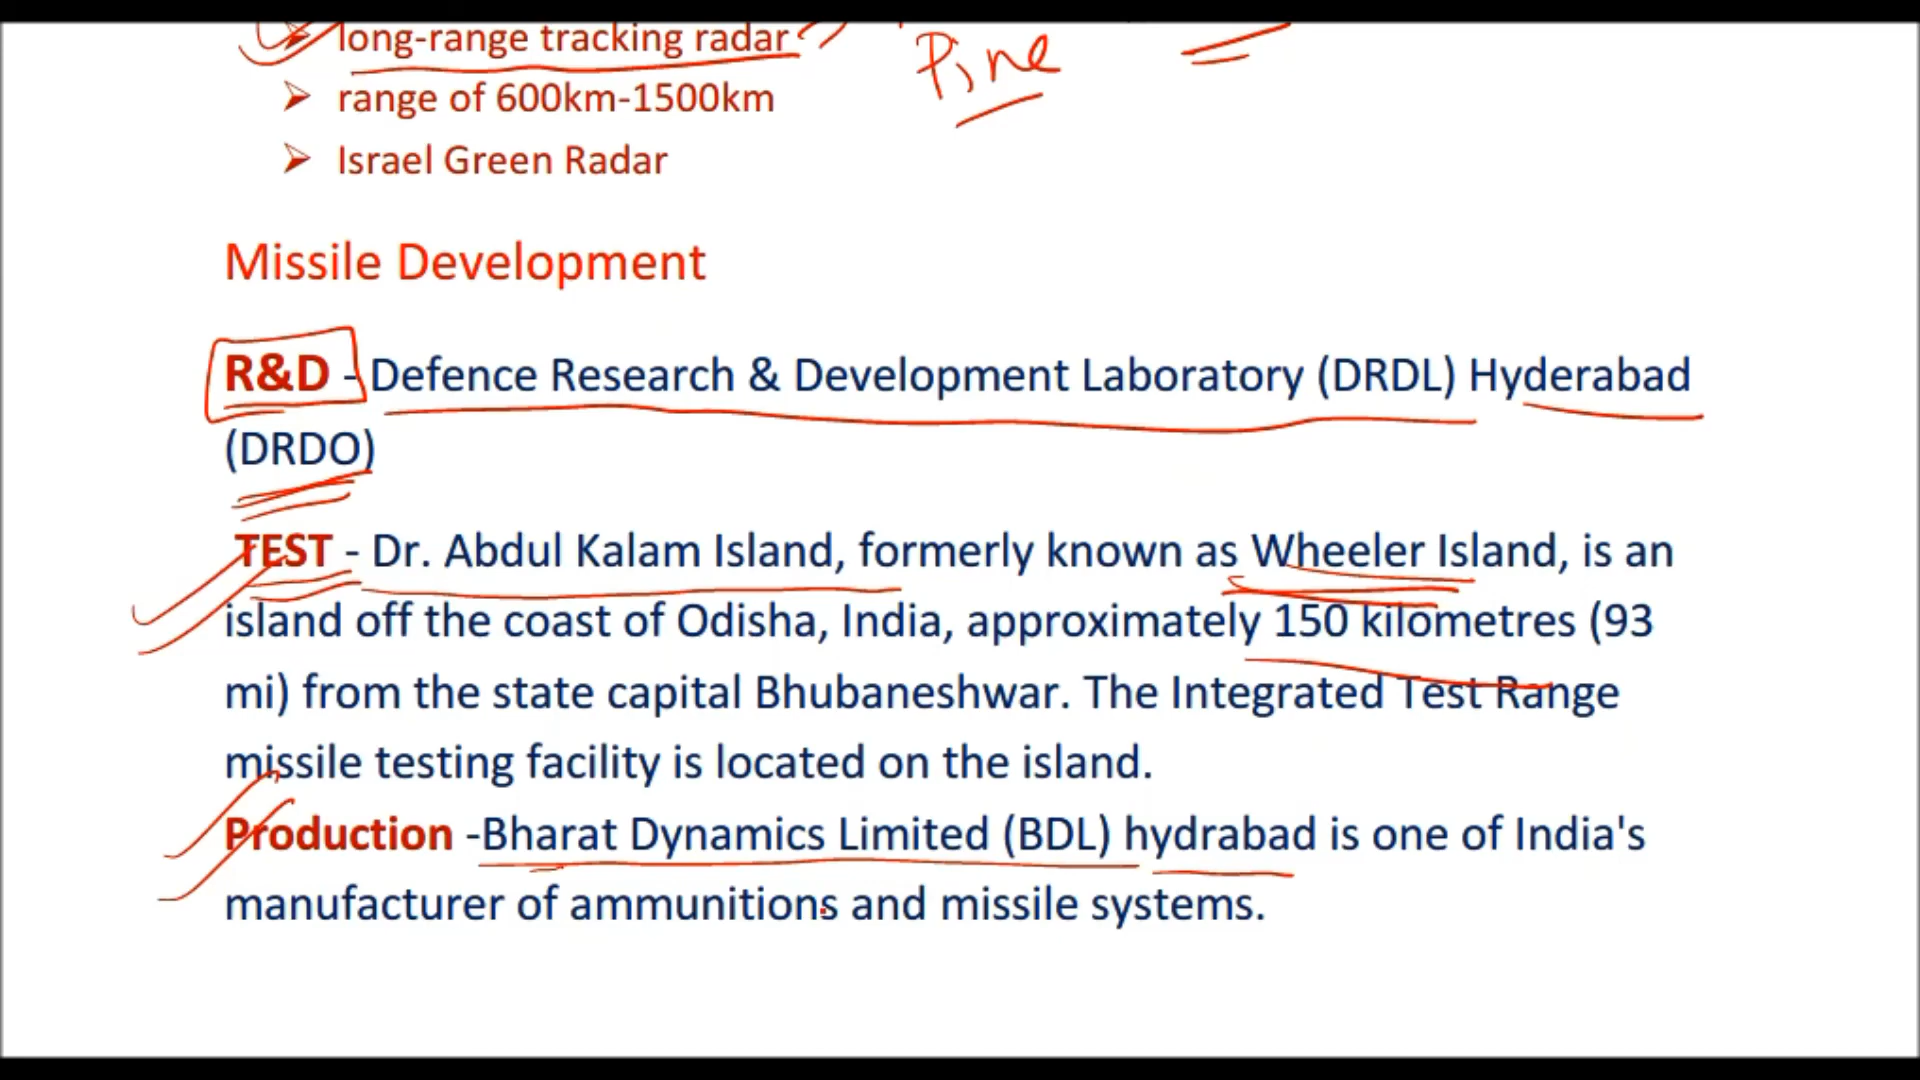 ➢ long-range tracking radar
Pine
➢ range of 600km-1500km
➢ Israel Green Radar
Missile Development
R&D - Defence Research & Development Laboratory (DRDL) Hyderabad
(DRDO)
TEST - Dr. Abdul Kalam Island, formerly known as Wheeler Island, is an
island off the coast of Odisha, India, approximately 150 kilometres (93
mi) from the state capital Bhubaneshwar. The Integrated Test Range
missile testing facility is located on the island.
Production -Bharat Dynamics Limited (BDL) hydrabad is one of India's
manufacturer of ammunitions and missile systems.